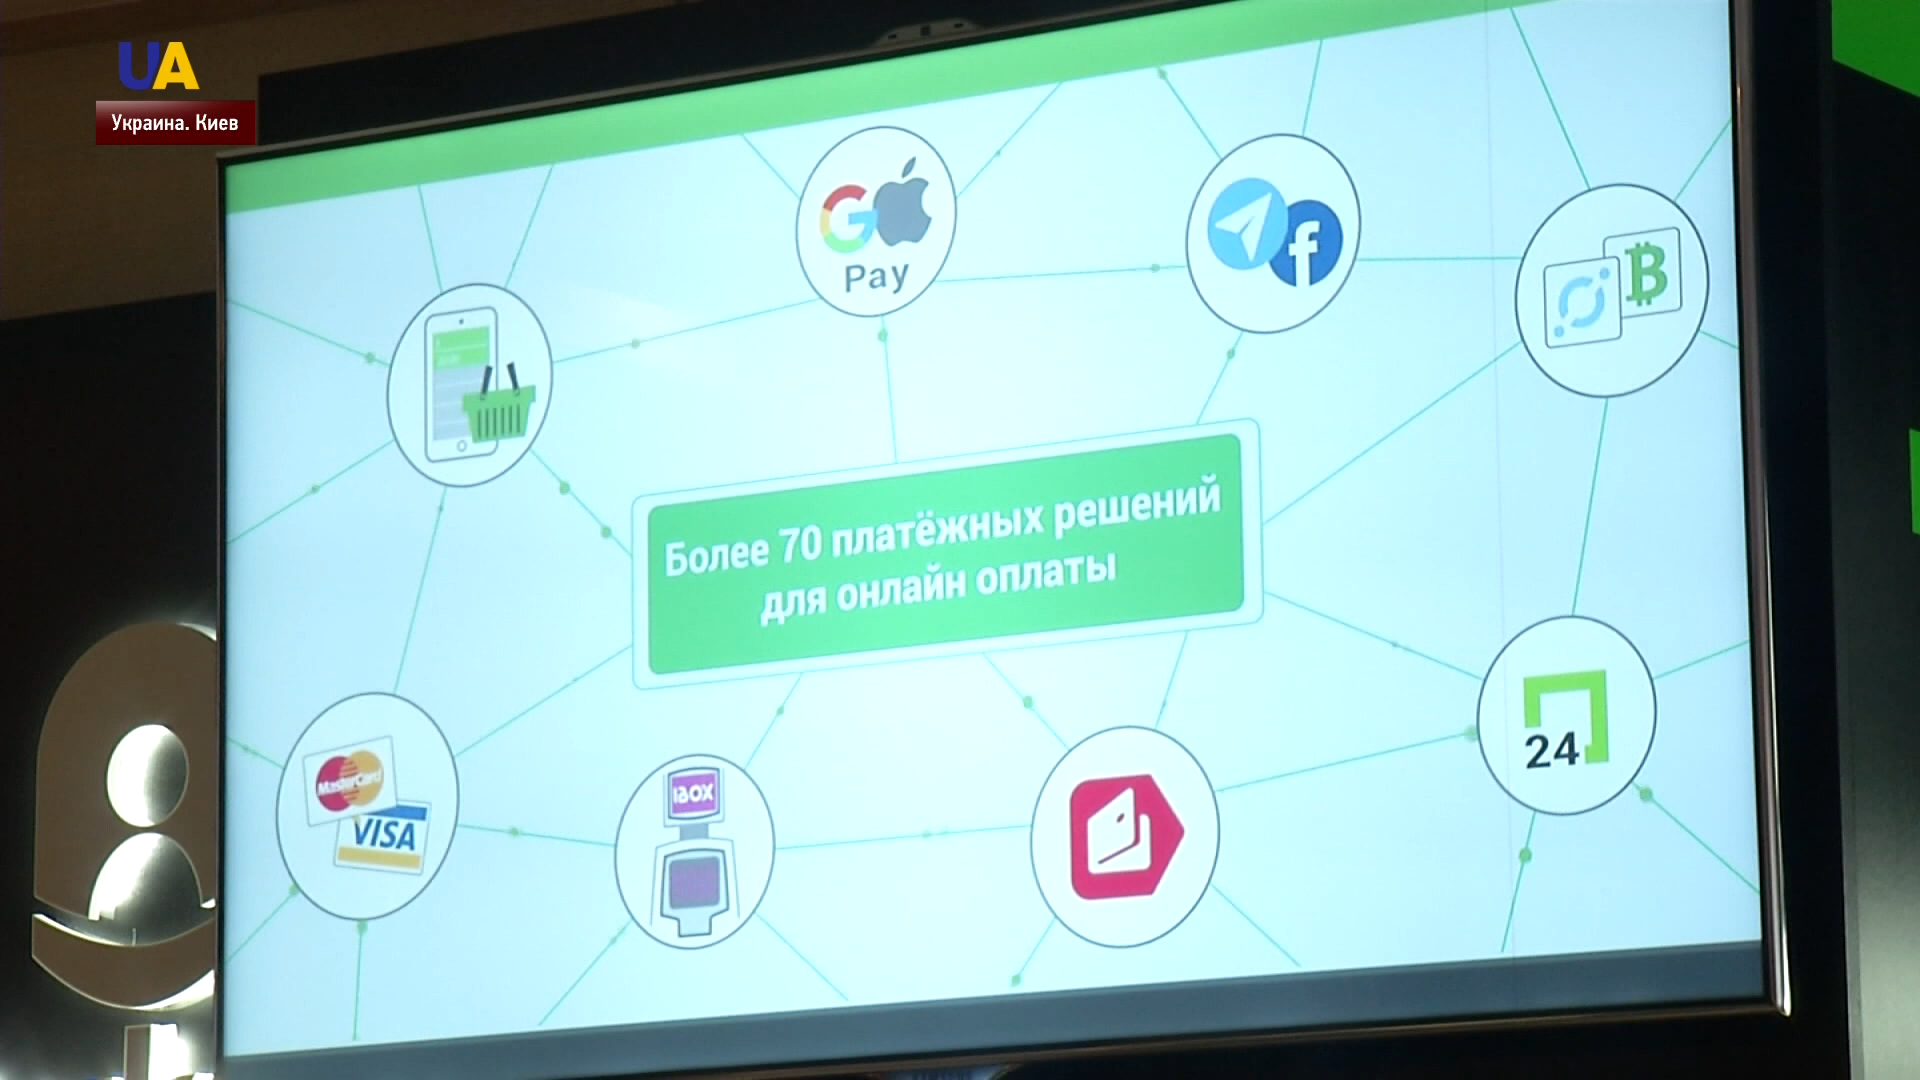 UA
Украина. Киев
G Pay
f
iBOX
Более 70 платёжных решений
для онлайн оплаты
24
MasterCard
VISA